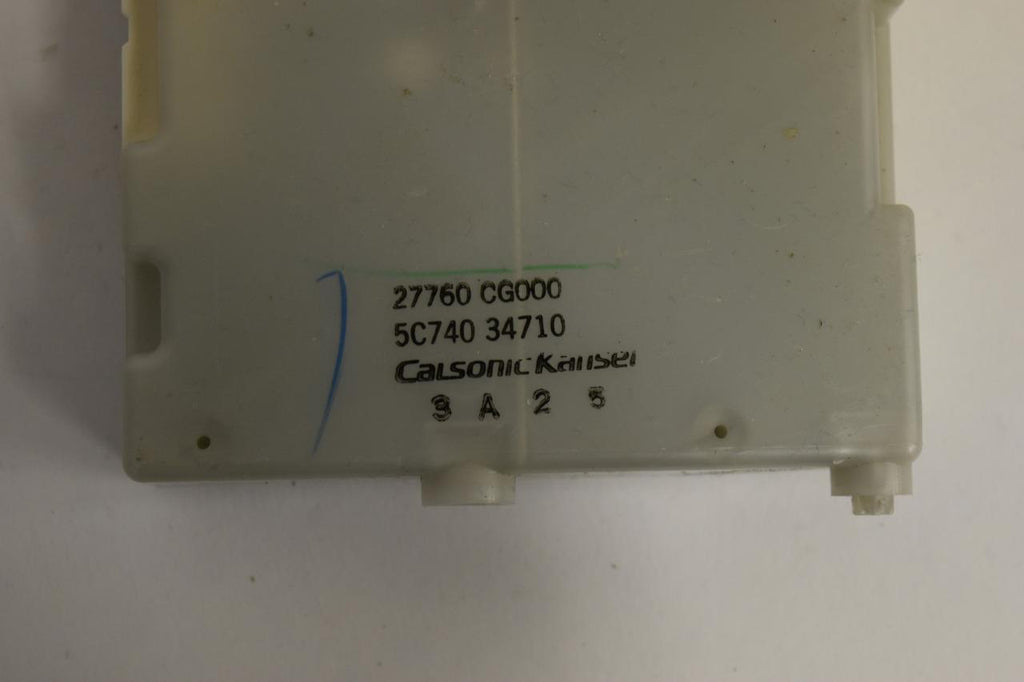 27760 CG000
5C740 34710
CalsonicKansei
3 A 2 5